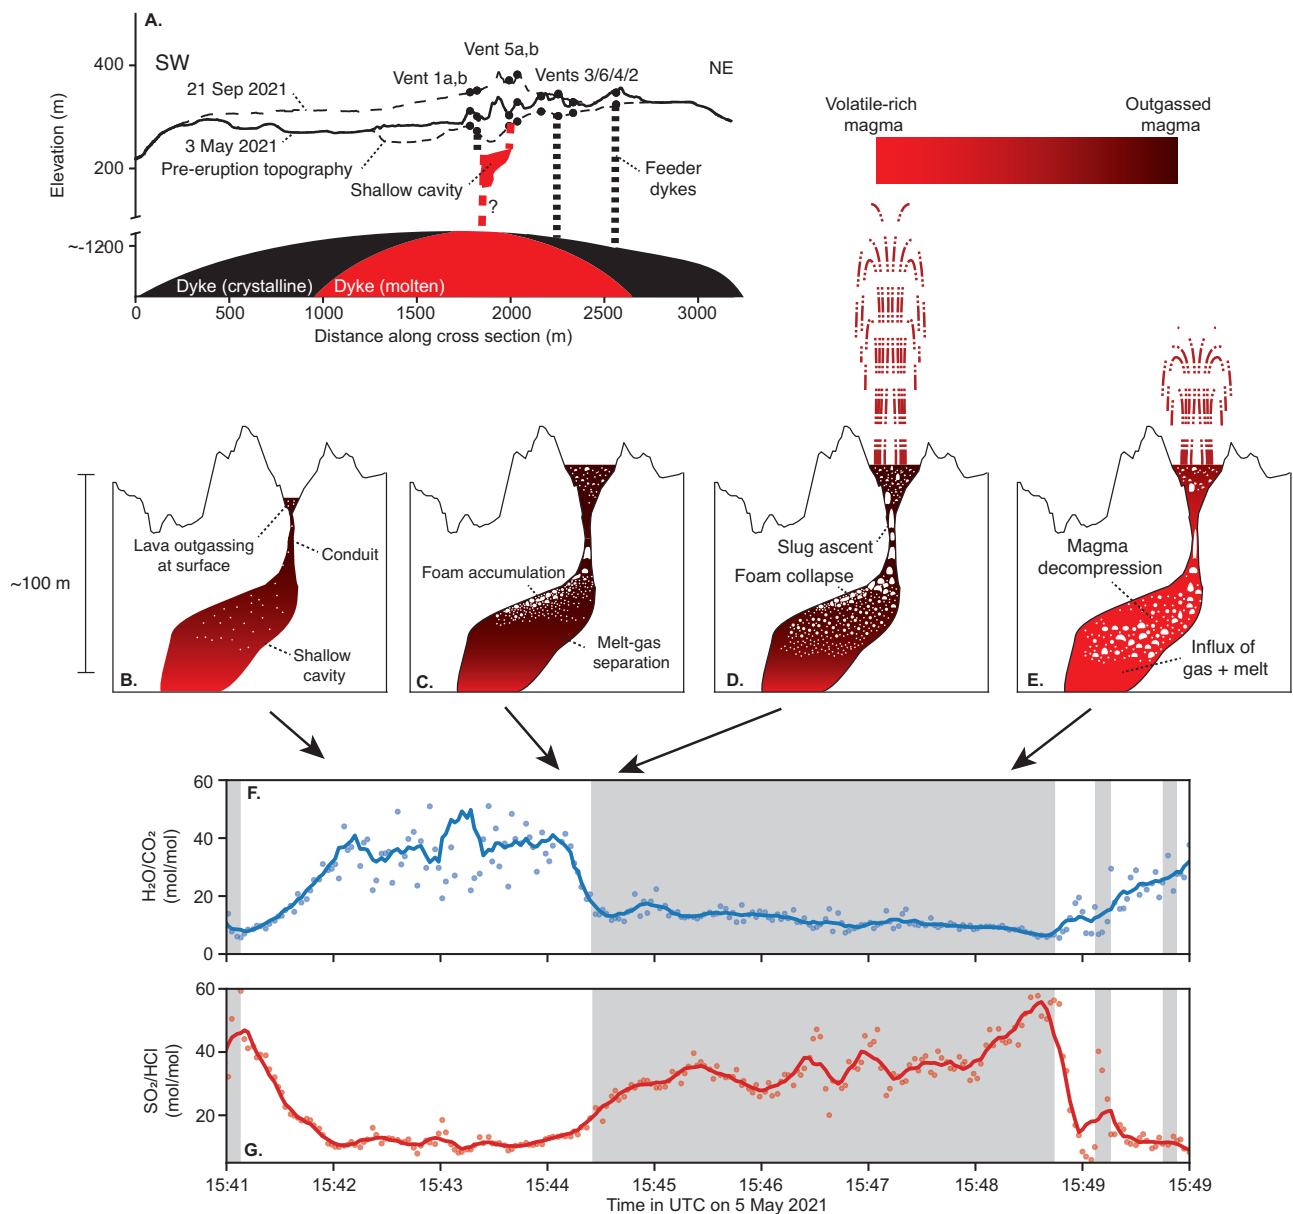 A.
SW
NE
400
200
~-1200
Elevation (m)
21 Sep 2021
3 May 2021
Pre-eruption topography
Vent 1a,b
Vent 5a,b
Vents 3/6/4/2
Shallow cavity
?
Feeder
dykes
Dyke (crystalline)
Dyke (molten)
0
500
1000
1500
2000
2500
3000
Distance along cross section (m)
Volatile-rich
magma
Outgassed
magma
~100 m
Lava outgassing
at surface
Conduit
Shallow
cavity
B.
Foam accumulation
Melt-gas
separation
C.
Slug ascent
Foam collapse
D.
Magma
decompression
Influx of
gas + melt
E.
F.
60
40
20
0
H₂O/CO₂
(mol/mol)
60
40
20
SO₂/HCl
(mol/mol)
G.
15:41
15:42
15:43
15:44
15:45
15:46
15:47
15:48
15:49
15:49
Time in UTC on 5 May 2021